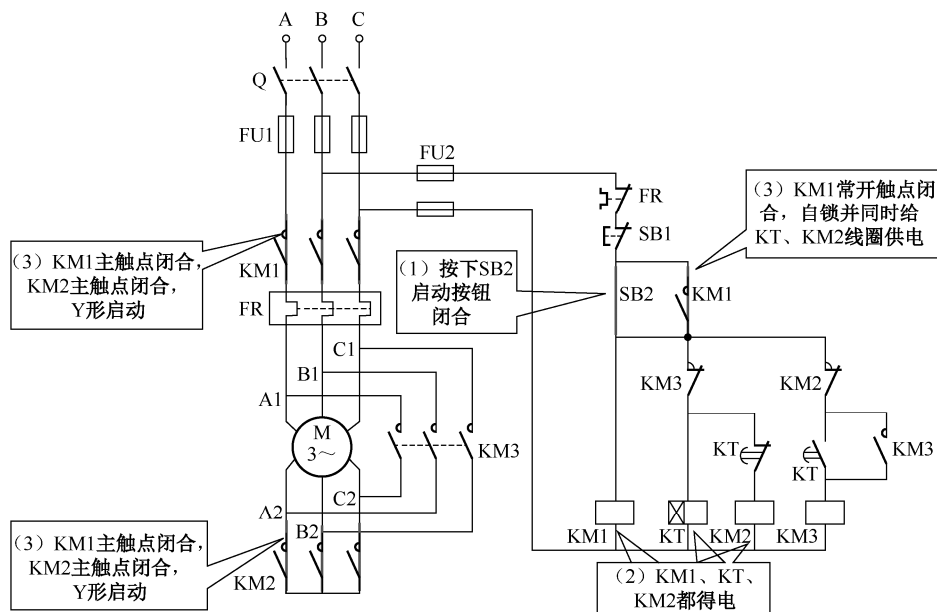 A B C
Q
FU1
FU2
FR
SB1
(3) KM1常开触点闭
合，自锁并同时给
KT、KM2线圈供电
(3) KM1主触点闭合，
KM2主触点闭合，
Y形启动
KM1
(1) 按下SB2
启动按钮
闭合
SB2
KM1
FR
C1
B1
A1
KM3
KM2
M
3～
KM3
KT
KT
KM3
C2
A2
B2
KM1
KT
KM2
KM3
(3) KM1主触点闭合，
KM2主触点闭合，
Y形启动
KM2
(2) KM1、KT、
KM2都得电